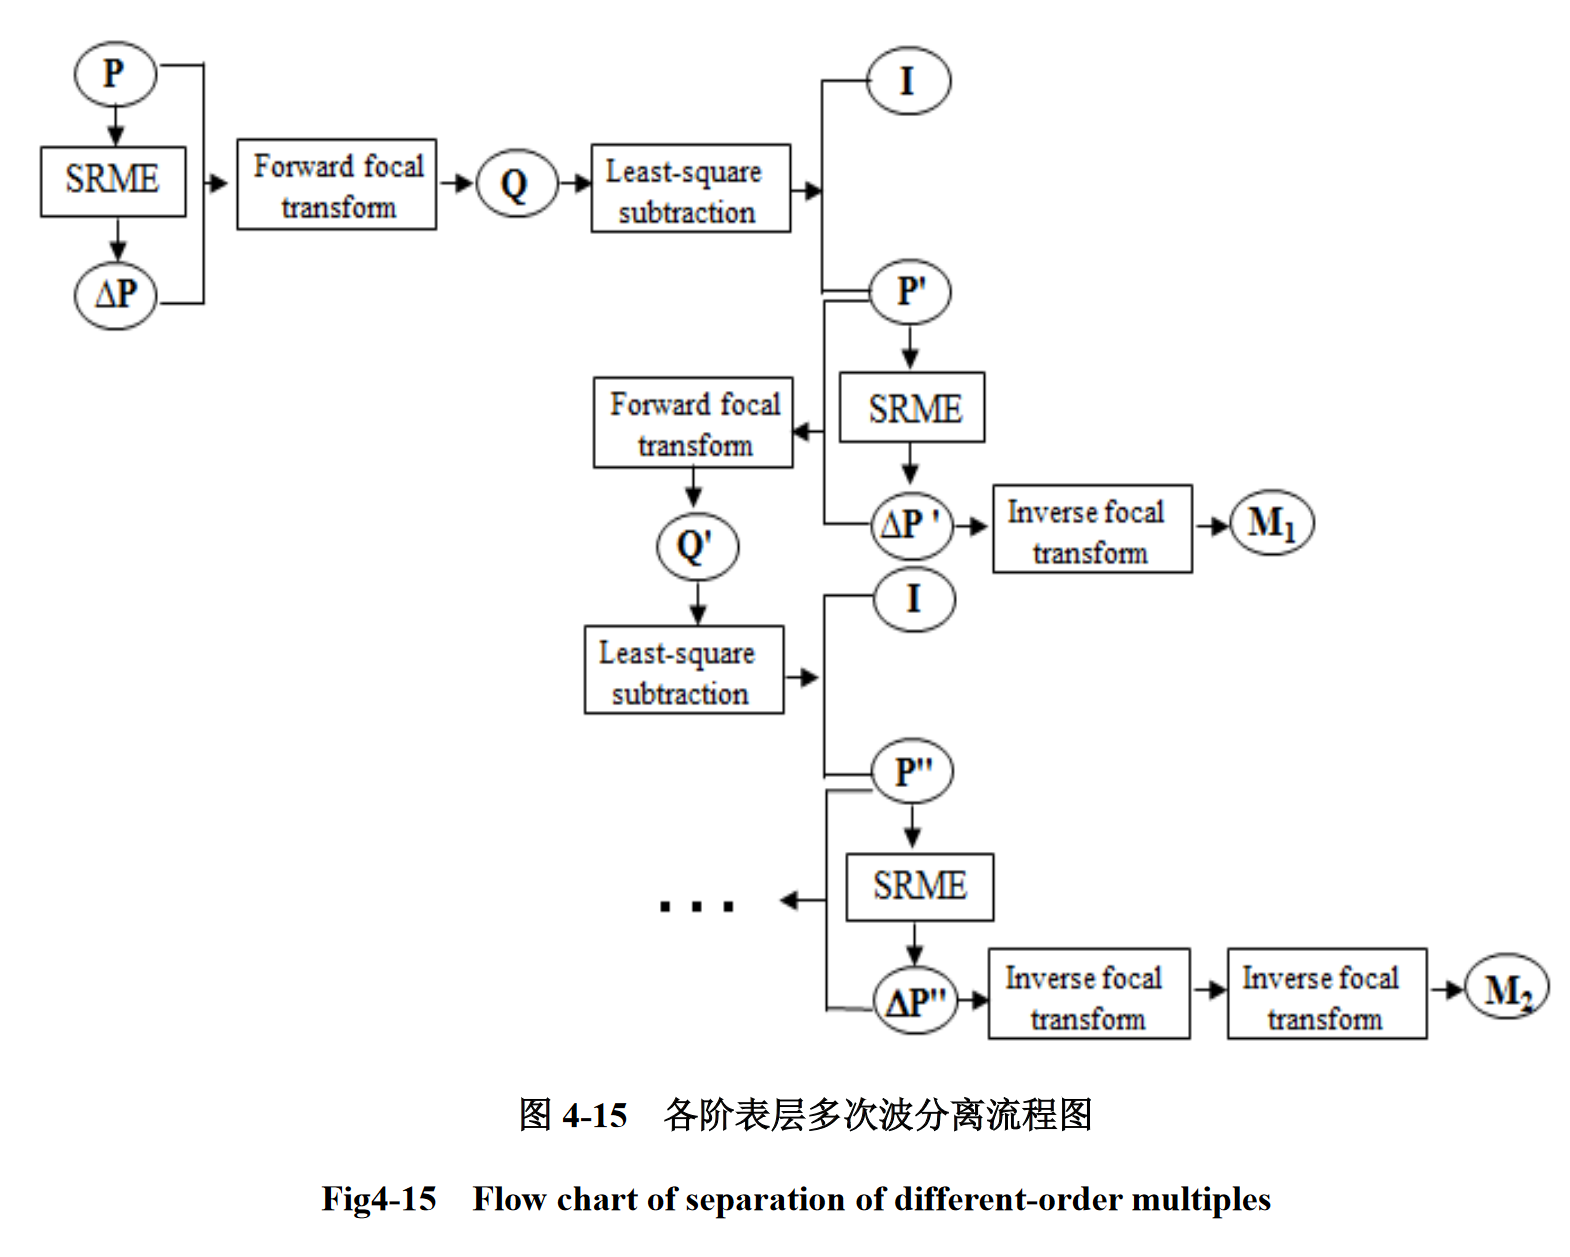 P
SRME
ΔP
Forward focal
transform
Q
Least-square
subtraction
I
P'
SRME
ΔP '
Inverse focal
transform
M1
Forward focal
transform
Q'
Least-square
subtraction
I
P"
SRME
ΔP"
Inverse focal
transform
Inverse focal
transform
M2
...
图 4-15 各阶表层多次波分离流程图
Fig4-15 Flow chart of separation of different-order multiples